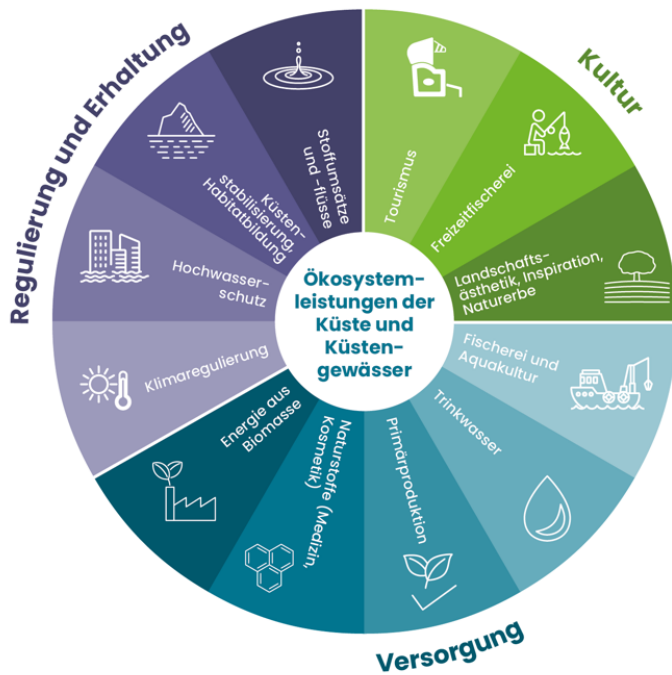 Regulierung und Erhaltung
Kultur
Versorgung
Ökosystem-
leistungen der
Küste und
Küsten-
gewässer
Tourismus
Freizeitfischerei
Landschafts-
ästhetik, Inspiration,
Naturerbe
Fischerei und
Aquakultur
Trinkwasser
Primärproduktion
Naturstoffe (Medizin,
Kosmetik)
Energie aus
Biomasse
Klimaregulierung
Hochwasser-
schutz
Küsten-
stabilisierung,
Habitatbildung
Stoffumsätze
und -flüsse